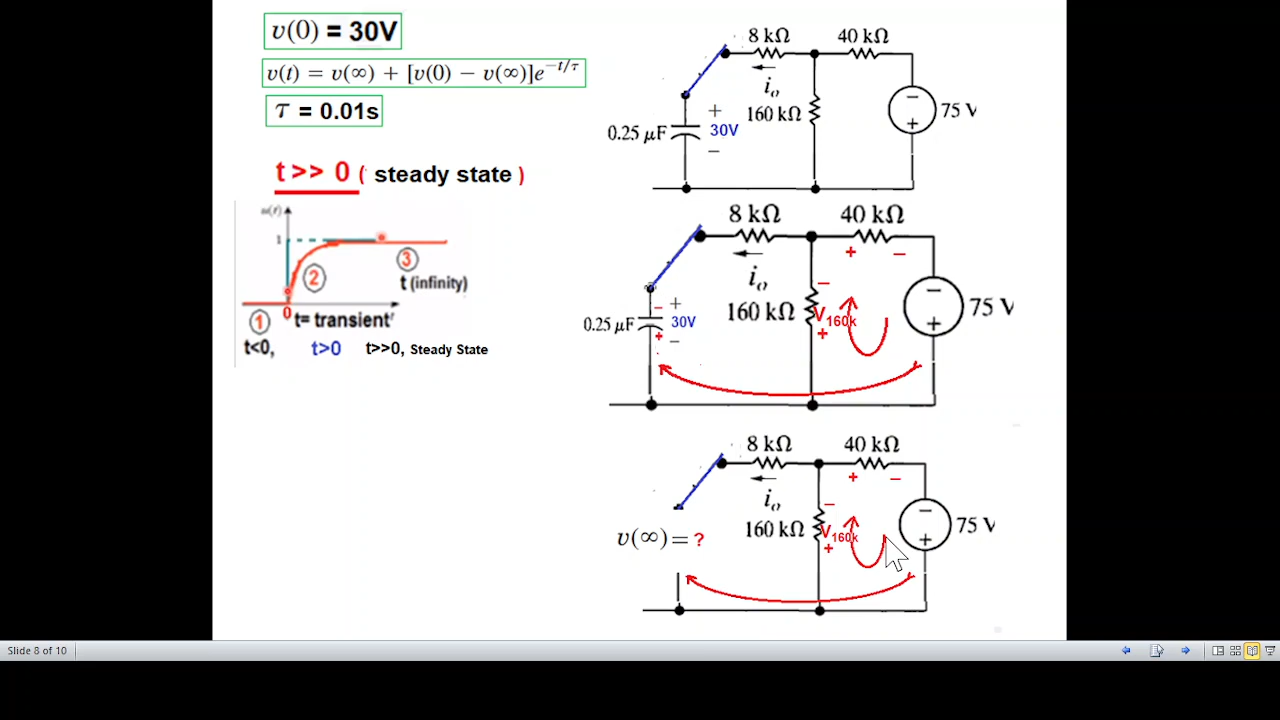 v(0) = 30V
v(t) = v(∞) + [v(0) − v(∞)]e^{−t/τ}
τ = 0.01s
t >> 0 ( steady state )
u(t)
1
2
3
t (infinity)
1
0
t= transient
t<0, t>0 t>>0, Steady State
8 kΩ 40 kΩ
i_o
+
30V
−
0.25 μF
160 kΩ
−
+
75 V
8 kΩ 40 kΩ
+ −
i_o
− +
30V
+ −
0.25 μF
160 kΩ
−
V160k
+
−
+
75 V
8 kΩ 40 kΩ
+ −
i_o
v(∞) = ?
160 kΩ
−
V160k
+
−
+
75 V
Slide 8 of 10